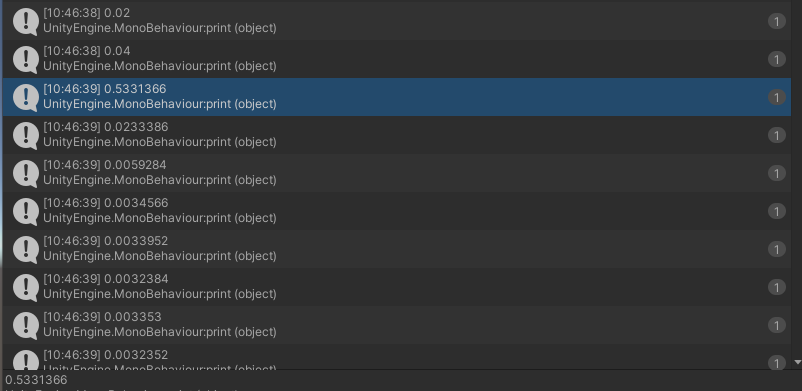 [10:46:38] 0.02
UnityEngine.MonoBehaviour:print (object)
1
[10:46:38] 0.04
UnityEngine.MonoBehaviour:print (object)
1
[10:46:39] 0.5331366
UnityEngine.MonoBehaviour:print (object)
1
[10:46:39] 0.0233386
UnityEngine.MonoBehaviour:print (object)
1
[10:46:39] 0.0059284
UnityEngine.MonoBehaviour:print (object)
1
[10:46:39] 0.0034566
UnityEngine.MonoBehaviour:print (object)
1
[10:46:39] 0.0033952
UnityEngine.MonoBehaviour:print (object)
1
[10:46:39] 0.0032384
UnityEngine.MonoBehaviour:print (object)
1
[10:46:39] 0.003353
UnityEngine.MonoBehaviour:print (object)
1
[10:46:39] 0.0032352
1
0.5331366